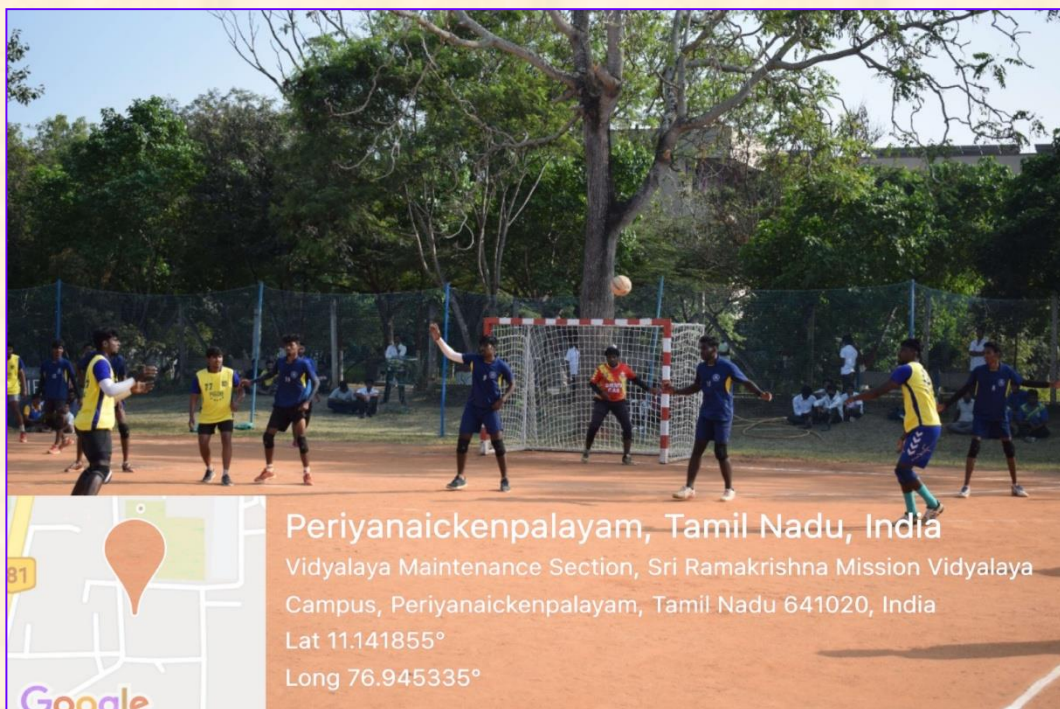 77
Periyanaickenpalayam, Tamil Nadu, India
Vidyalaya Maintenance Section, Sri Ramakrishna Mission Vidyalaya
Campus, Periyanaickenpalayam, Tamil Nadu 641020, India
Lat 11.141855°
Long 76.945335°
81
Google